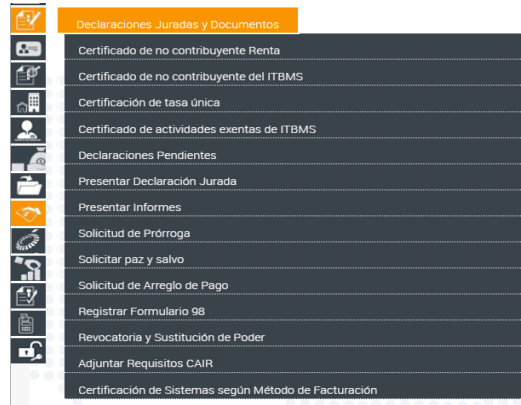 Declaraciones Juradas y Documentos
Certificado de no contribuyente Renta
Certificado de no contribuyente del ITBMS
Certificación de tasa única
Certificado de actividades exentas de ITBMS
Declaraciones Pendientes
Presentar Declaración Jurada
Presentar Informes
Solicitud de Prórroga
Solicitar paz y salvo
Solicitud de Arreglo de Pago
Registrar Formulario 98
Revocatoria y Sustitución de Poder
Adjuntar Requisitos CAIR
Certificación de Sistemas según Método de Facturación